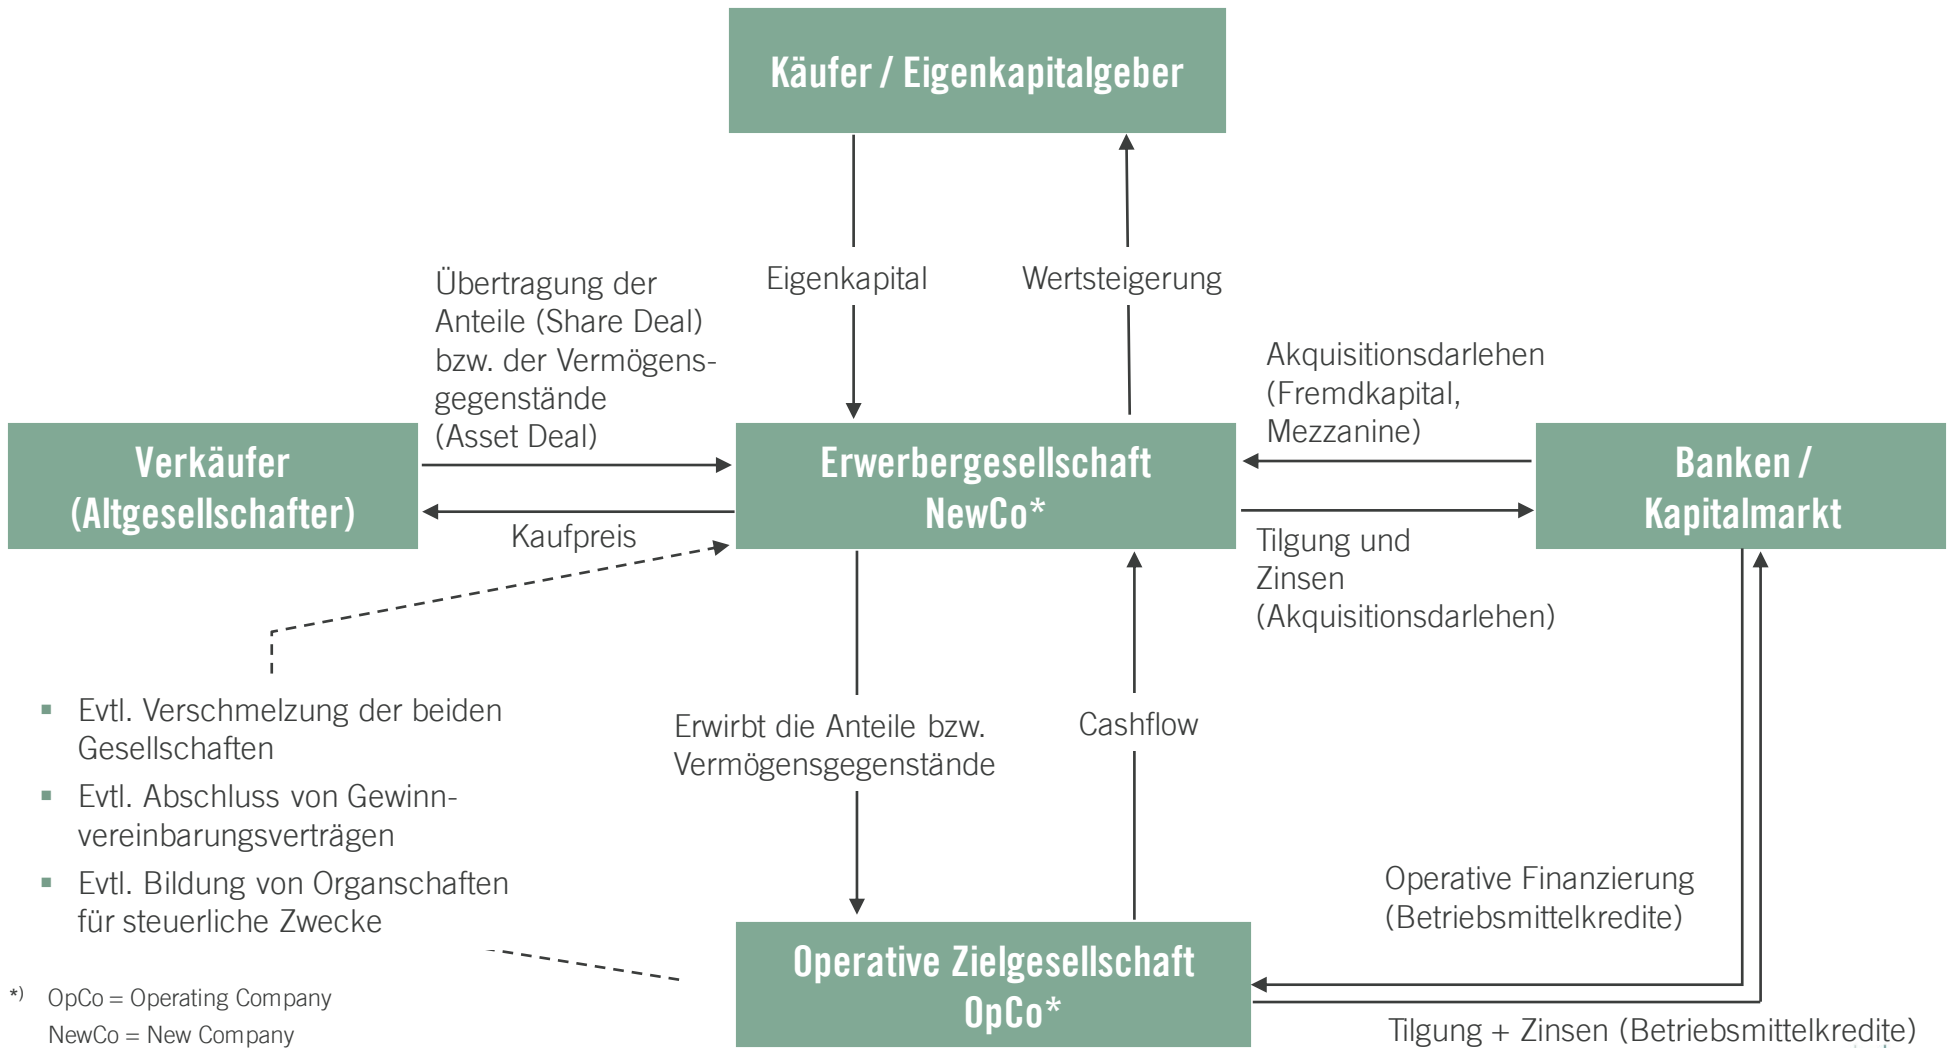 Käufer / Eigenkapitalgeber
Übertragung der
Anteile (Share Deal)
bzw. der Vermögens-
gegenstände
(Asset Deal)
Eigenkapital
Wertsteigerung
Akquisitionsdarlehen
(Fremdkapital,
Mezzanine)
Verkäufer
(Altgesellschafter)
Erwerbergesellschaft
NewCo*
Banken /
Kapitalmarkt
Kaufpreis
Tilgung und
Zinsen
(Akquisitionsdarlehen)
▪ Evtl. Verschmelzung der beiden
Gesellschaften
▪ Evtl. Abschluss von Gewinn-
vereinbarungsverträgen
▪ Evtl. Bildung von Organschaften
für steuerliche Zwecke
Erwirbt die Anteile bzw.
Vermögensgegenstände
Cashflow
Operative Finanzierung
(Betriebsmittelkredite)
Operative Zielgesellschaft
OpCo*
Tilgung + Zinsen (Betriebsmittelkredite)
*) OpCo = Operating Company
NewCo = New Company